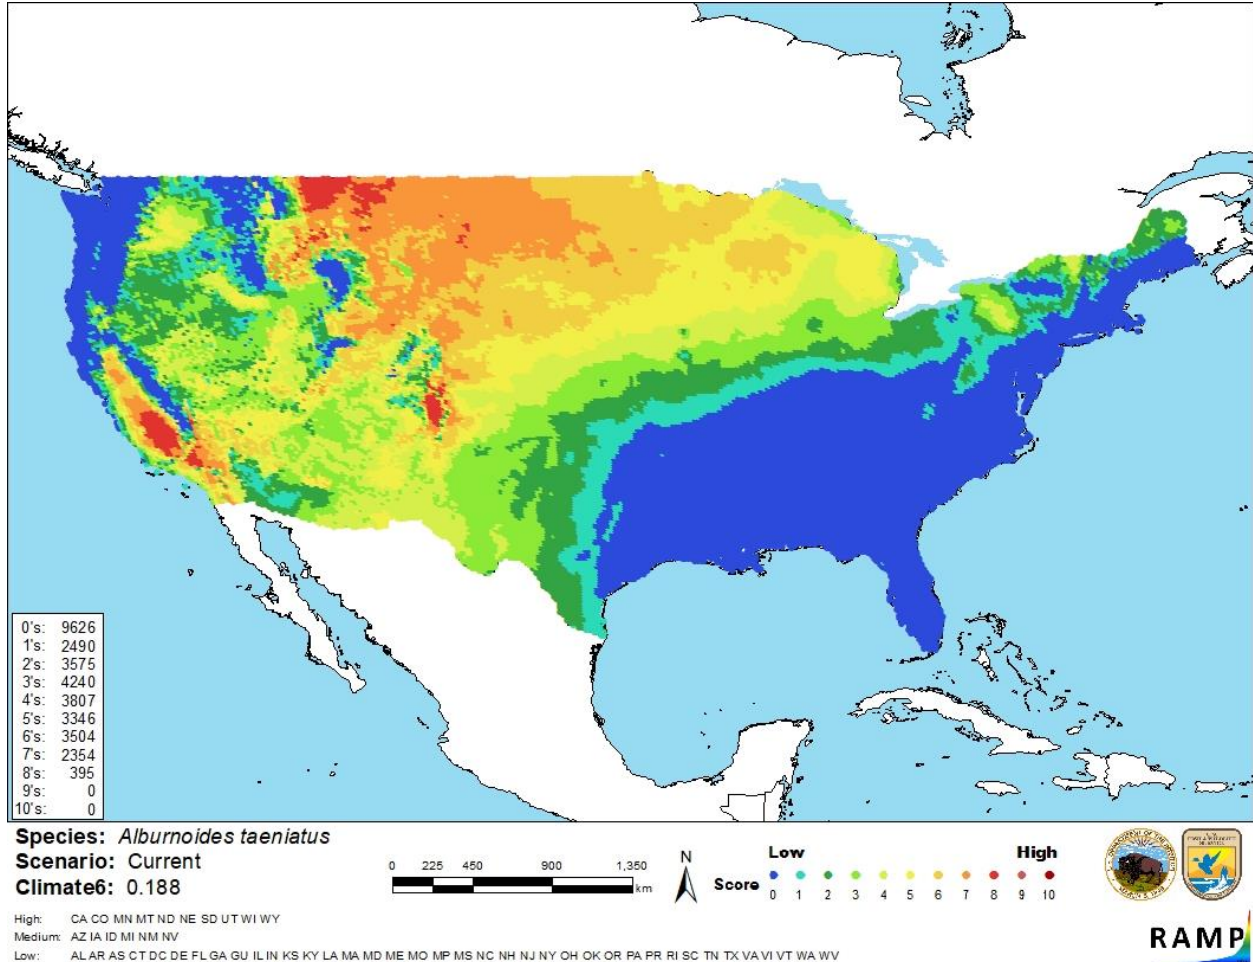 0's: 9626
1's: 2490
2's: 3575
3's: 4240
4's: 3807
5's: 3346
6's: 3504
7's: 2354
8's: 395
9's: 0
10's: 0
Species: Alburnoides taeniatus
Scenario: Current
Climate6: 0.188
0 225 450 900 1,350
km
N
Low High
Score 0 1 2 3 4 5 6 7 8 9 10
High: CA CO MN MT ND NE SD UT WI WY
Medium: AZ IA ID MI NM NV
Low: AL AR AS CT DC DE FL GA GU IL IN KS KY LA MA MD ME MO MP MS NC NH NJ NY OH OK OR PA PR RI SC TN TX VA VI VT WA WV
RAMP